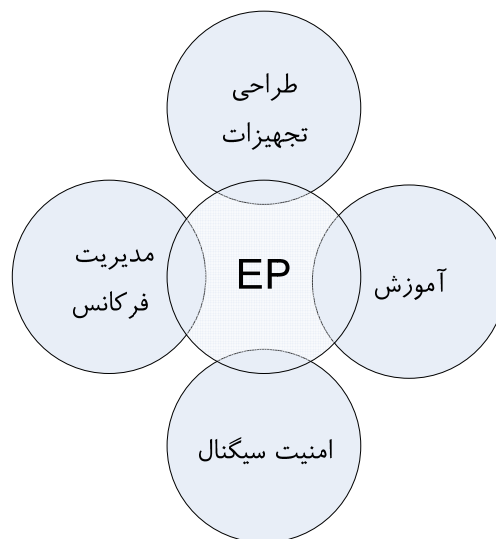 طراحی
تجهیزات
مدیریت
فرکانس
EP
آموزش
امنیت سیگنال